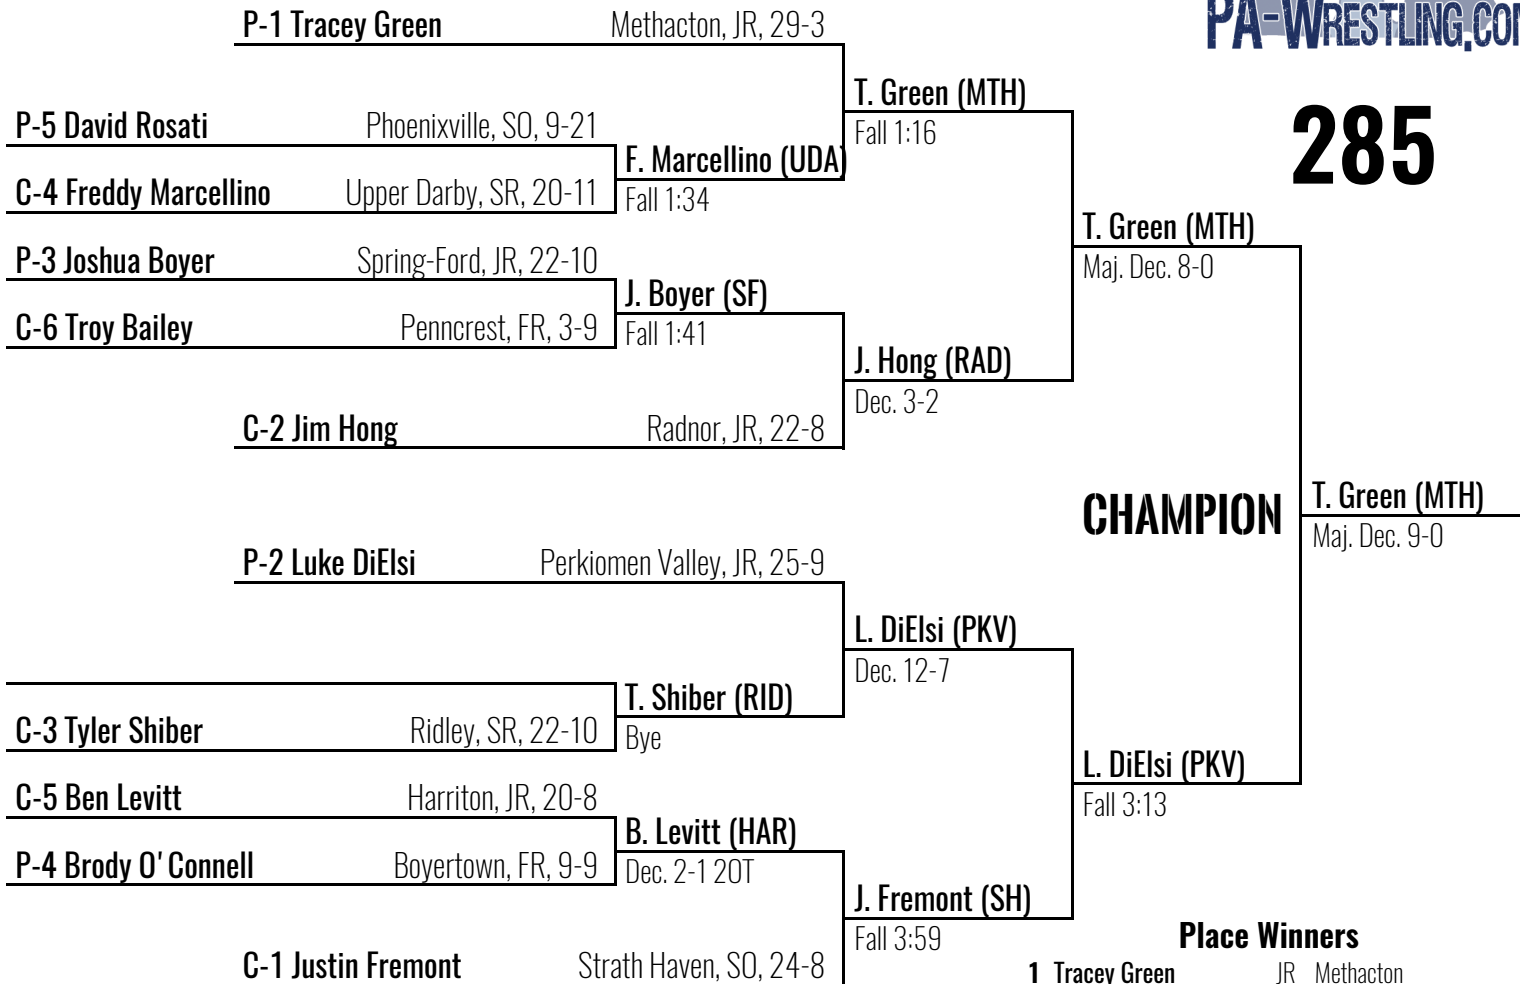 P-1 Tracey Green Methacton, JR, 29-3
PA-WRESTLING.COM
T. Green (MTH)
Fall 1:16
285
P-5 David Rosati Phoenixville, SO, 9-21
F. Marcellino (UDA)
Fall 1:34
C-4 Freddy Marcellino Upper Darby, SR, 20-11
T. Green (MTH)
Maj. Dec. 8-0
P-3 Joshua Boyer Spring-Ford, JR, 22-10
J. Boyer (SF)
Fall 1:41
C-6 Troy Bailey Penncrest, FR, 3-9
J. Hong (RAD)
Dec. 3-2
C-2 Jim Hong Radnor, JR, 22-8
CHAMPION
T. Green (MTH)
Maj. Dec. 9-0
P-2 Luke DiElsi Perkiomen Valley, JR, 25-9
L. DiElsi (PKV)
Dec. 12-7
T. Shiber (RID)
Bye
C-3 Tyler Shiber Ridley, SR, 22-10
L. DiElsi (PKV)
Fall 3:13
C-5 Ben Levitt Harriton, JR, 20-8
B. Levitt (HAR)
Dec. 2-1 2OT
P-4 Brody O'Connell Boyertown, FR, 9-9
J. Fremont (SH)
Fall 3:59
C-1 Justin Fremont Strath Haven, SO, 24-8
Place Winners
1 Tracey Green JR Methacton